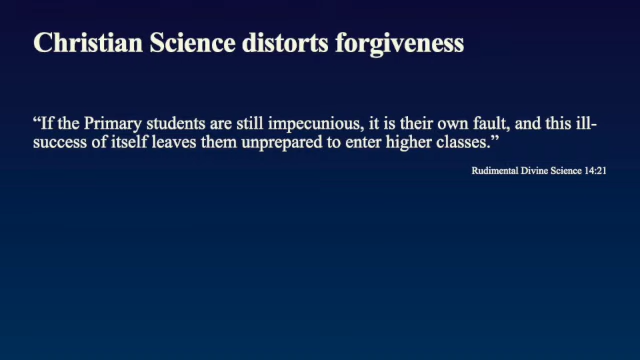 Christian Science distorts forgiveness
“If the Primary students are still impecunious, it is their own fault, and this ill-
success of itself leaves them unprepared to enter higher classes.”
Rudimental Divine Science 14:21